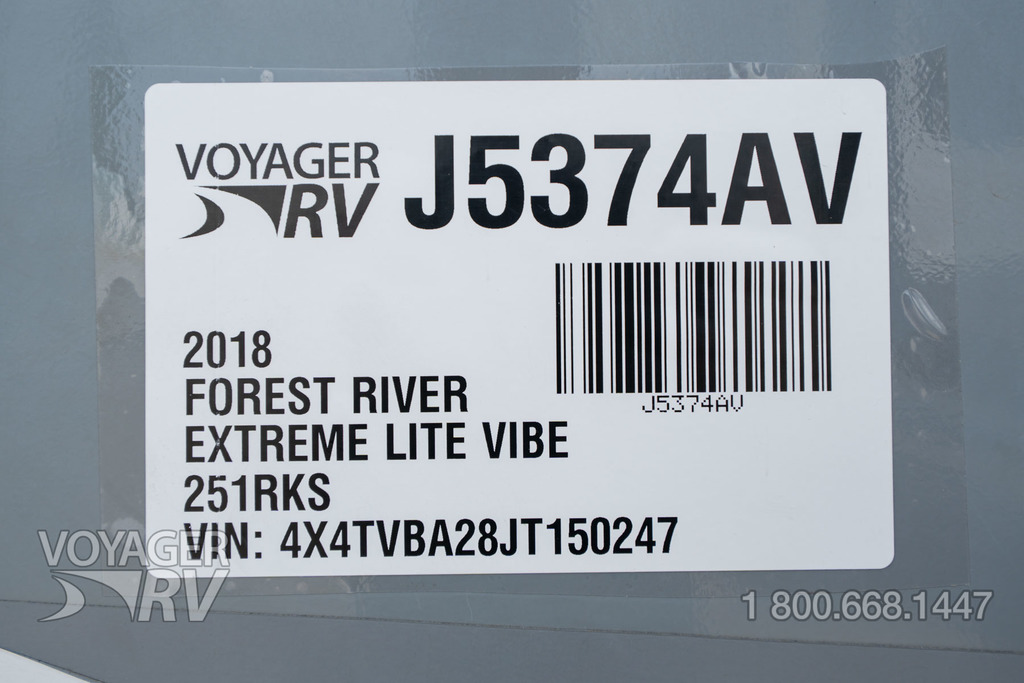 VOYAGER
RV
J5374AV
J5374AV
2018
FOREST RIVER
EXTREME LITE VIBE
251RKS
VIN: 4X4TVBA28JT150247
VOYAGER
RV
1 800.668.1447